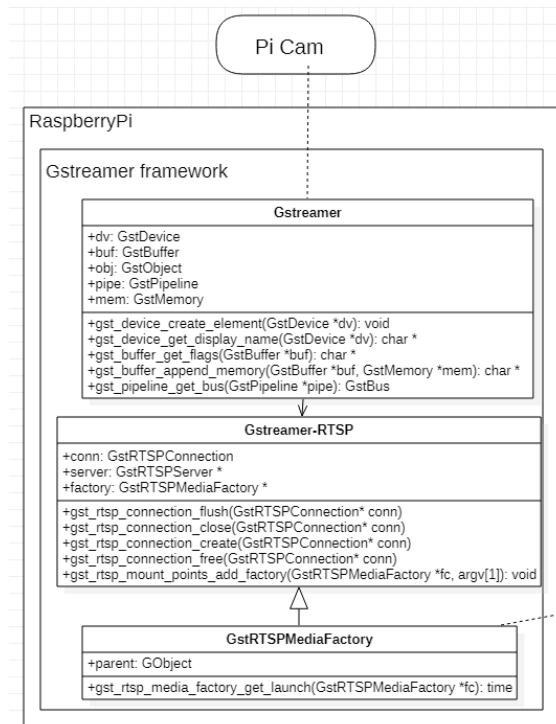 Pi Cam
RaspberryPi
Gstreamer framework
Gstreamer
+dv: GstDevice
+buf: GstBuffer
+obj: GstObject
+pipe: GstPipeline
+mem: GstMemory
+gst_device_create_element(GstDevice *dv): void
+gst_device_get_display_name(GstDevice *dv): char *
+gst_buffer_get_flags(GstBuffer *buf): char *
+gst_buffer_append_memory(GstBuffer *buf, GstMemory *mem): char *
+gst_pipeline_get_bus(GstPipeline *pipe): GstBus
Gstreamer-RTSP
+conn: GstRTSPConnection
+server: GstRTSPServer *
+factory: GstRTSPMediaFactory *
+gst_rtsp_connection_flush(GstRTSPConnection* conn)
+gst_rtsp_connection_close(GstRTSPConnection* conn)
+gst_rtsp_connection_create(GstRTSPConnection* conn)
+gst_rtsp_connection_free(GstRTSPConnection* conn)
+gst_rtsp_mount_points_add_factory(GstRTSPMediaFactory *fc, argv[1]): void
GstRTSPMediaFactory
+parent: GObject
+gst_rtsp_media_factory_get_launch(GstRTSPMediaFactory *fc): time